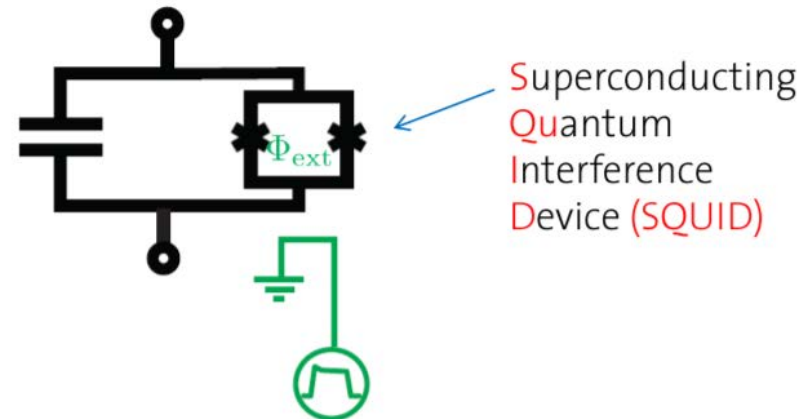 Φext
Superconducting
Quantum
Interference
Device (SQUID)